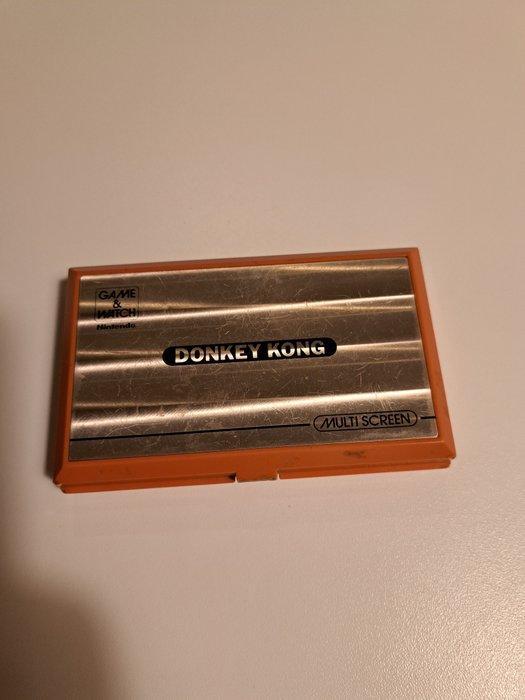 GAME
&
WATCH
Nintendo
DONKEY KONG
MULTI SCREEN